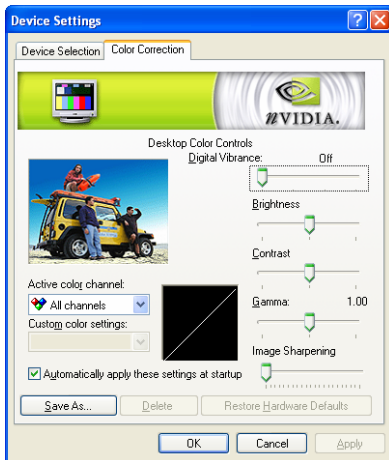 Device Settings
Device Selection
Color Correction
nVIDIA.
Desktop Color Controls
Digital Vibrance: Off
Brightness
Contrast
Active color channel:
All channels
Gamma: 1.00
Custom color settings:
Image Sharpening
Automatically apply these settings at startup
Save As...
Delete
Restore Hardware Defaults
OK
Cancel
Apply